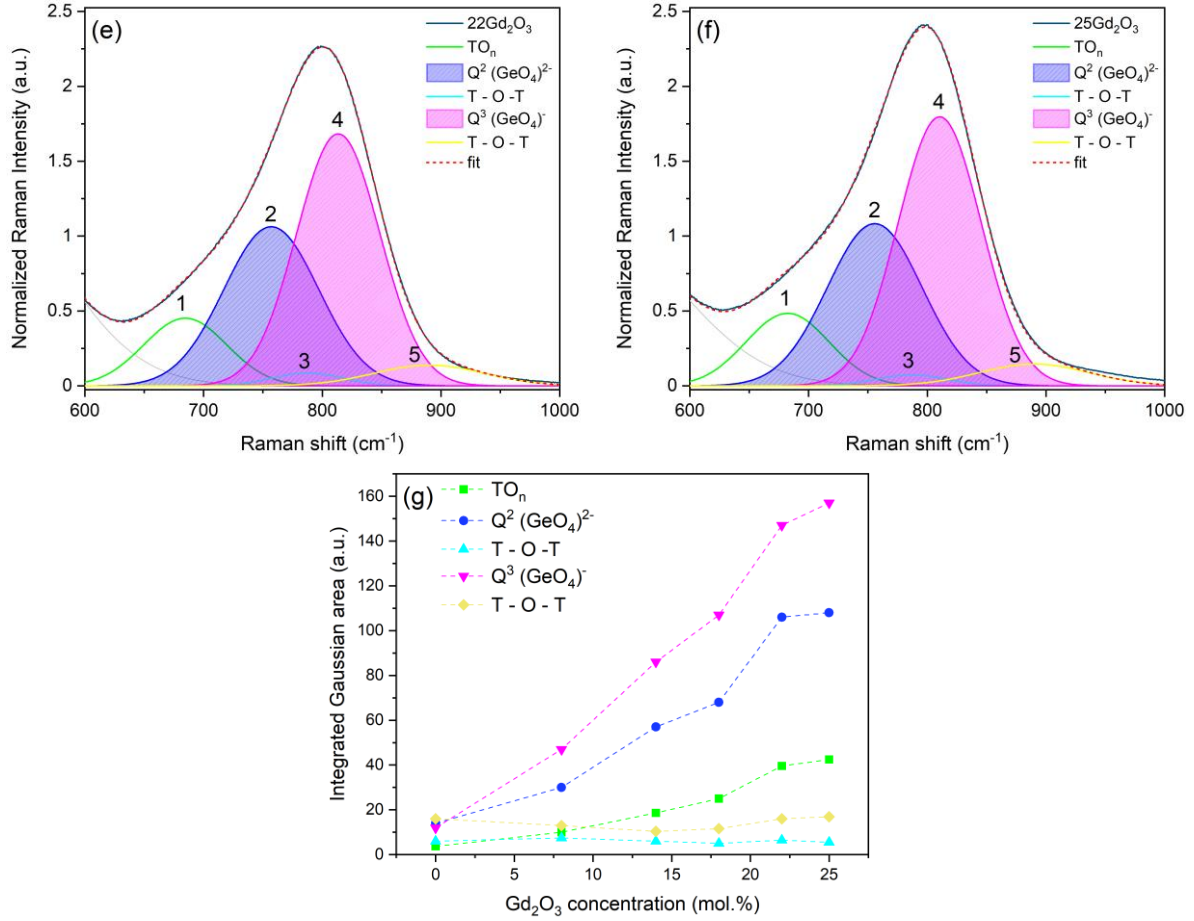 (e)
22Gd₂O₃
TOₙ
Q² (GeO₄)²⁻
T - O -T
Q³ (GeO₄)⁻
T - O - T
fit
Normalized Raman Intensity (a.u.)
2.5
2
1.5
1
0.5
0
1
2
3
4
5
600
700
800
900
1000
Raman shift (cm⁻¹)
(f)
25Gd₂O₃
TOₙ
Q² (GeO₄)²⁻
T - O -T
Q³ (GeO₄)⁻
T - O - T
fit
Normalized Raman Intensity (a.u.)
2.5
2
1.5
1
0.5
0
1
2
3
4
5
600
700
800
900
1000
Raman shift (cm⁻¹)
(g)
TOₙ
Q² (GeO₄)²⁻
T - O -T
Q³ (GeO₄)⁻
T - O - T
Integrated Gaussian area (a.u.)
160
140
120
100
80
60
40
20
0
0
5
10
15
20
25
Gd₂O₃ concentration (mol.%)